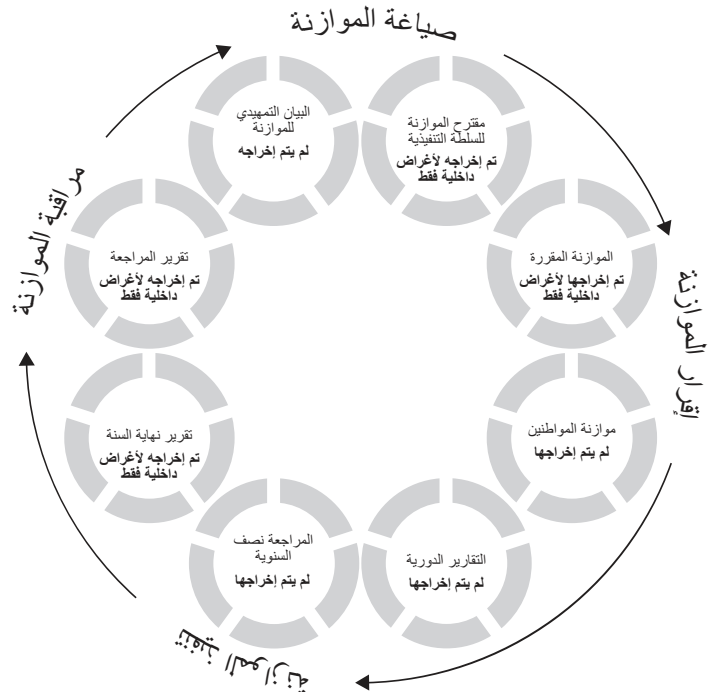 صياغة الموازنة
البيان التمهيدي
للموازنة
لم يتم إخراجه
مقترح الموازنة
للسلطة التنفيذية
تم إخراجه لأغراض
داخلية فقط
الموازنة المقررة
تم إخراجها لأغراض
داخلية فقط
إقرار الموازنة
موازنة المواطنين
لم يتم إخراجها
التقارير الدورية
لم يتم إخراجها
تنفيذ الموازنة
المراجعة نصف
السنوية
لم يتم إخراجها
تقرير نهاية السنة
تم إخراجه لأغراض
داخلية فقط
مراقبة الموازنة
تقرير المراجعة
تم إخراجه لأغراض
داخلية فقط